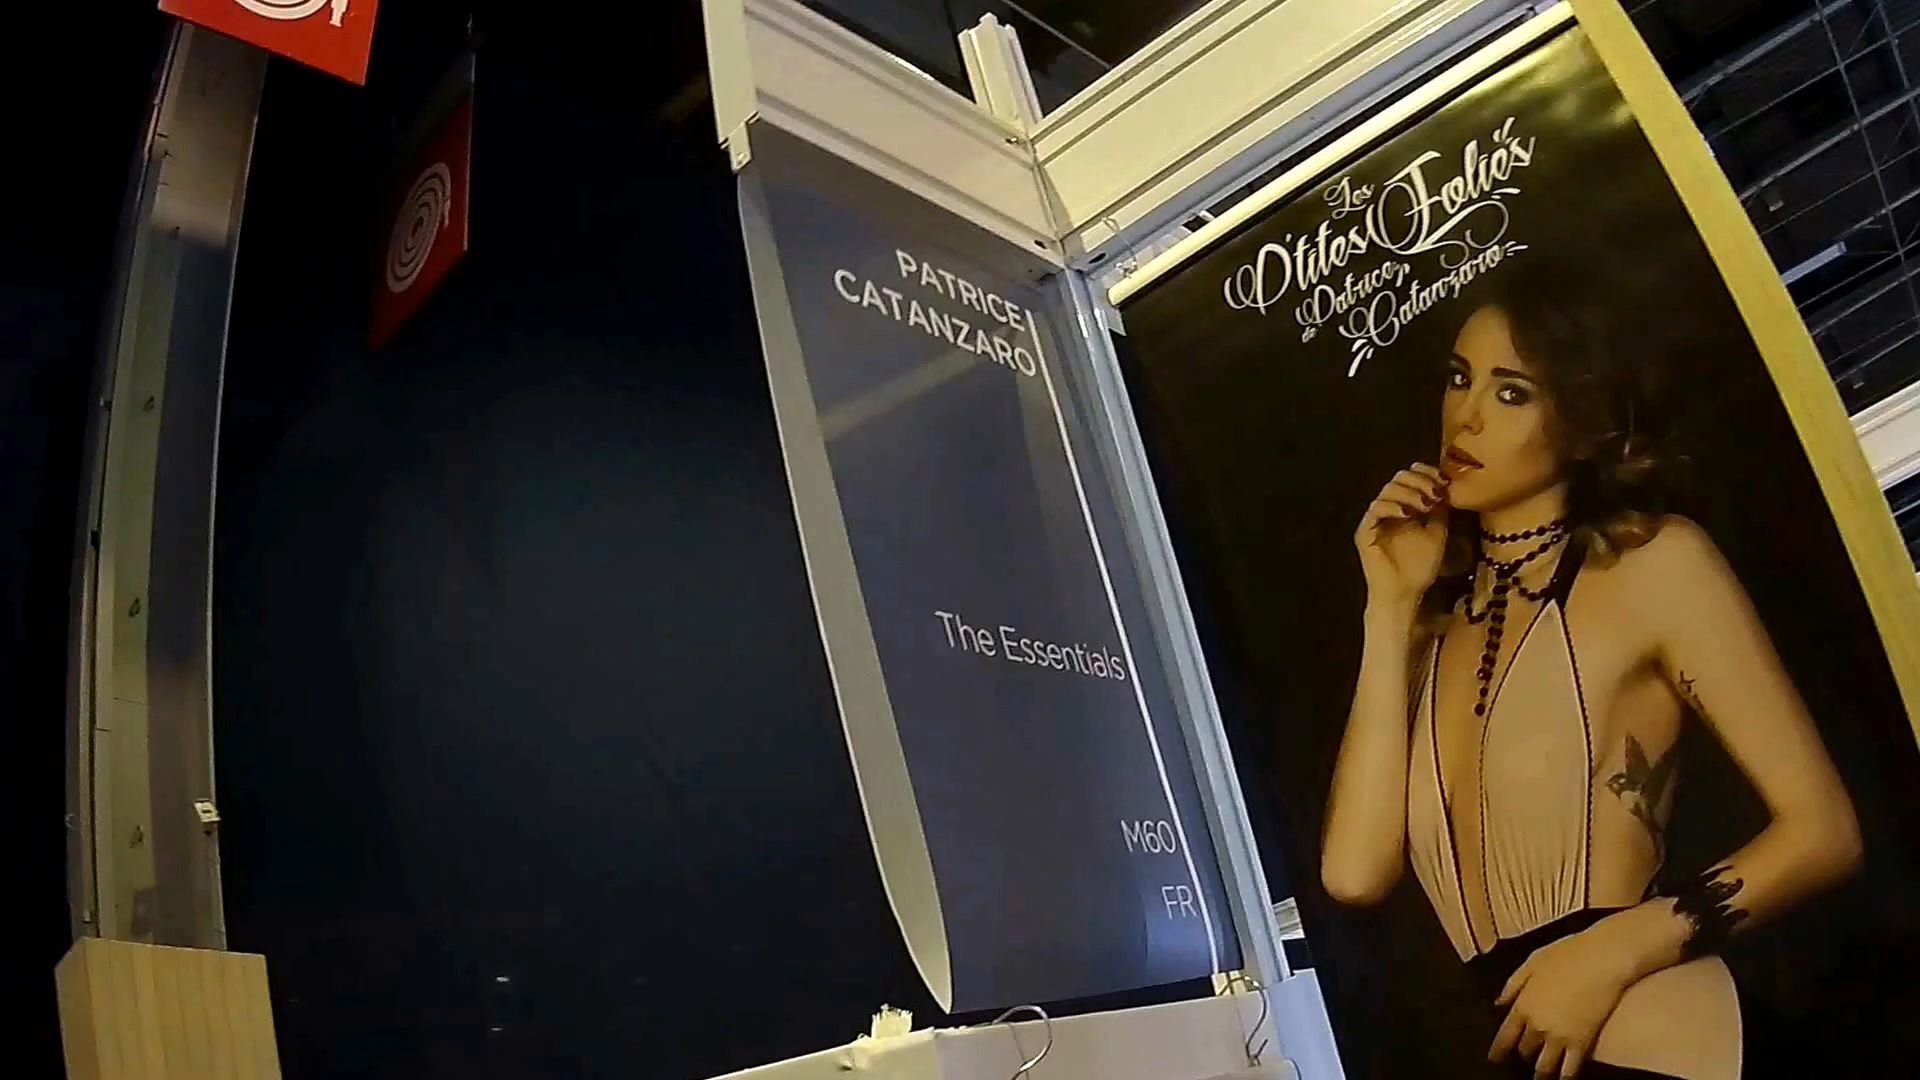 PATRICE
CATANZARO
The Essentials
M60
FR
Les
P'tites Folies
de Patrice
Catanzaro